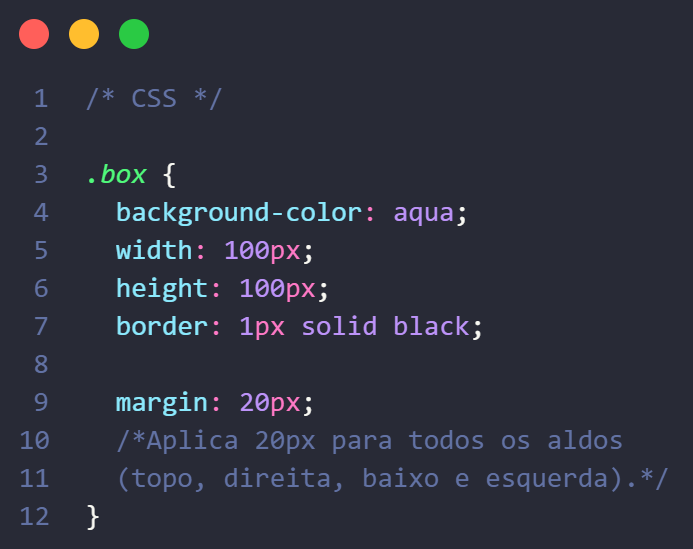 1 /* CSS */
2
3 .box {
4 background-color: aqua;
5 width: 100px;
6 height: 100px;
7 border: 1px solid black;
8
9 margin: 20px;
10 /*Aplica 20px para todos os aldos
11 (topo, direita, baixo e esquerda).*/
12 }